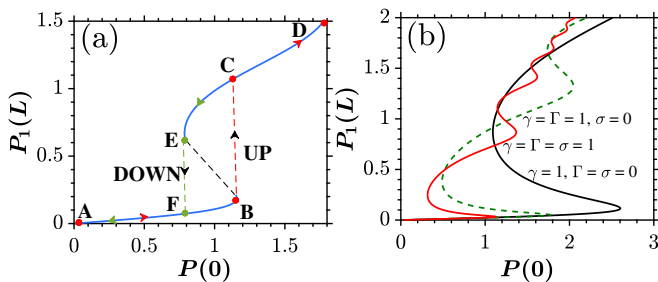 (a)
1.5
1
0.5
0
P₁(L)
A
B
C
D
E
F
UP
DOWN
0
0.5
1
1.5
P(0)
(b)
2
1.5
1
0.5
0
P₁(L)
γ = Γ = 1, σ = 0
γ = Γ = σ = 1
γ = 1, Γ = σ = 0
0
1
2
3
P(0)